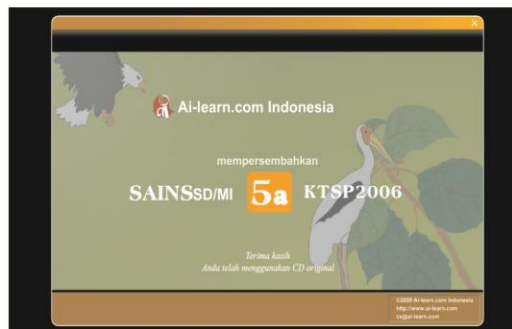 Ai-learn.com Indonesia
mempersembahkan
SAINS SD/MI 5a KTSP2006
Terima kasih
Anda telah menggunakan CD original
©2006 Ai-learn.com Indonesia
http://www.ai-learn.com
cs@ai-learn.com